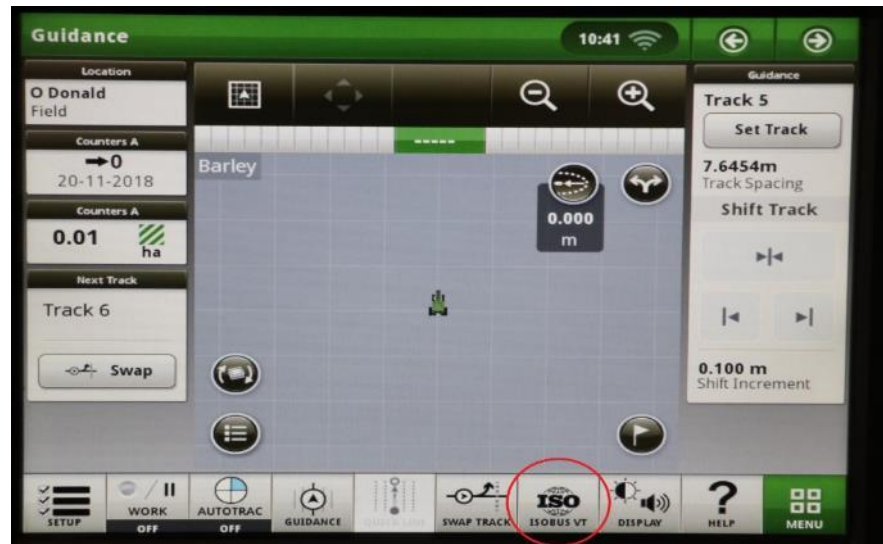 Guidance
10:41
Location
O Donald
Field
Counters A
0
20-11-2018
Counters A
0.01
ha
Next Track
Track 6
Swap
Barley
-----
0.000
m
Guidance
Track 5
Set Track
7.6454m
Track Spacing
Shift Track
0.100 m
Shift Increment
SETUP
WORK
OFF
AUTOTRAC
OFF
GUIDANCE
SWAP TRACK
ISO
ISOBUS VT
DISPLAY
?
HELP
MENU